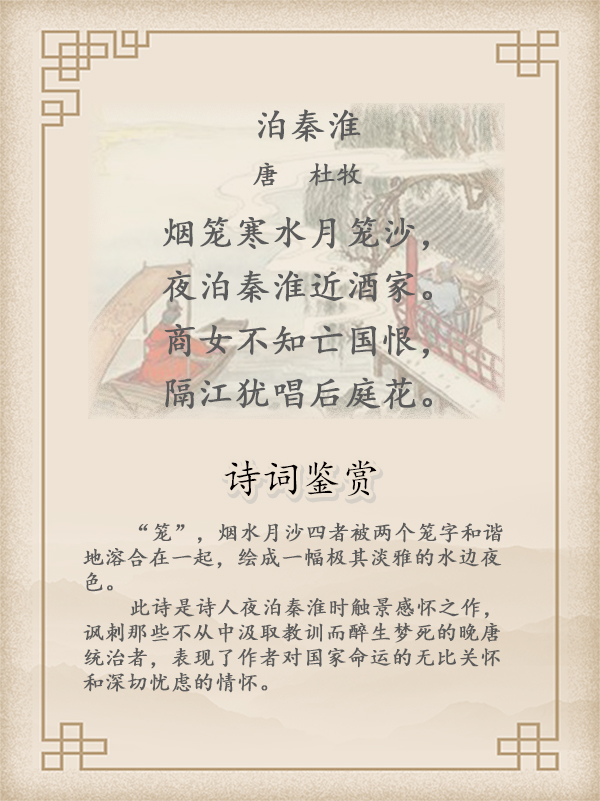 泊秦淮
唐　杜牧
烟笼寒水月笼沙，
夜泊秦淮近酒家。
商女不知亡国恨，
隔江犹唱后庭花。
诗词鉴赏
“笼”，烟水月沙四者被两个笼字和谐
地溶合在一起，绘成一幅极其淡雅的水边夜
色。
此诗是诗人夜泊秦淮时触景感怀之作，
讽刺那些不从中汲取教训而醉生梦死的晚唐
统治者，表现了作者对国家命运的无比关怀
和深切忧虑的情怀。